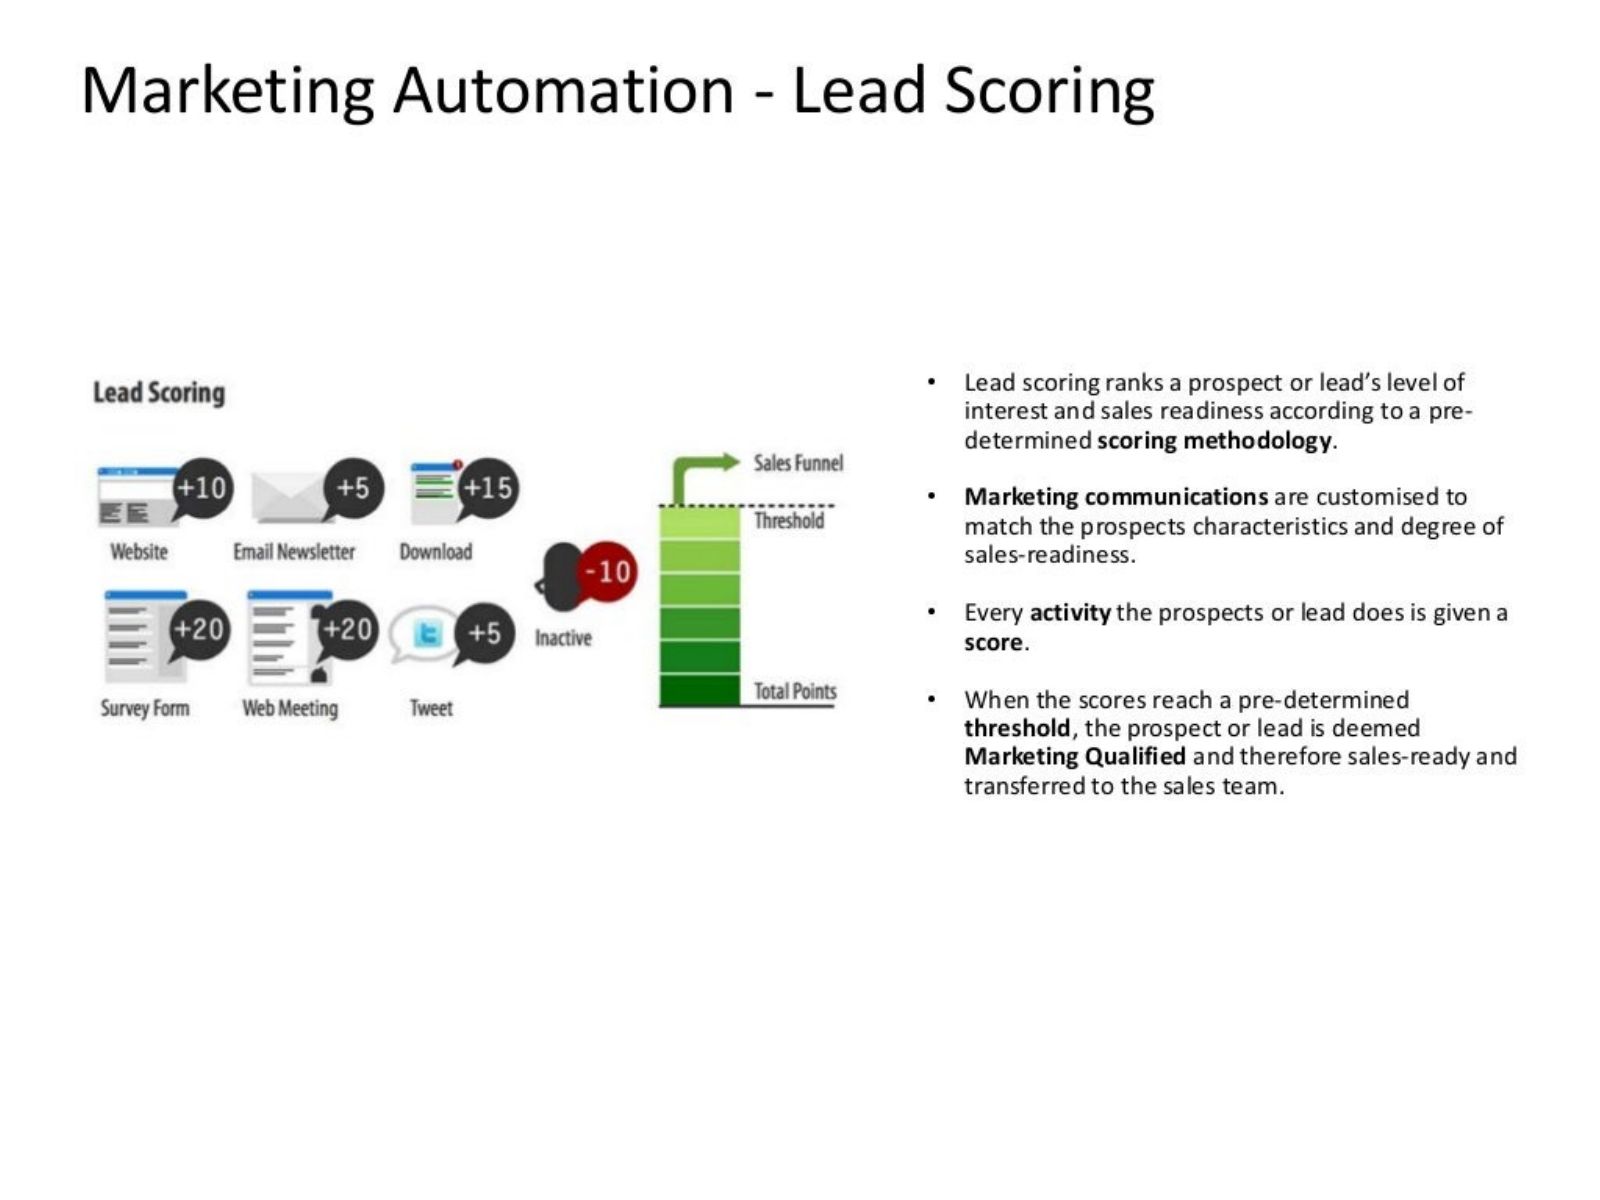 Marketing Automation - Lead Scoring
Lead Scoring
+10
+5
+15
Website
Email Newsletter
Download
-10
Inactive
+20
+20
+5
Survey Form
Web Meeting
Tweet
Sales Funnel
Threshold
Total Points
• Lead scoring ranks a prospect or lead’s level of
interest and sales readiness according to a pre-
determined scoring methodology.
• Marketing communications are customised to
match the prospects characteristics and degree of
sales-readiness.
• Every activity the prospects or lead does is given a
score.
• When the scores reach a pre-determined
threshold, the prospect or lead is deemed
Marketing Qualified and therefore sales-ready and
transferred to the sales team.